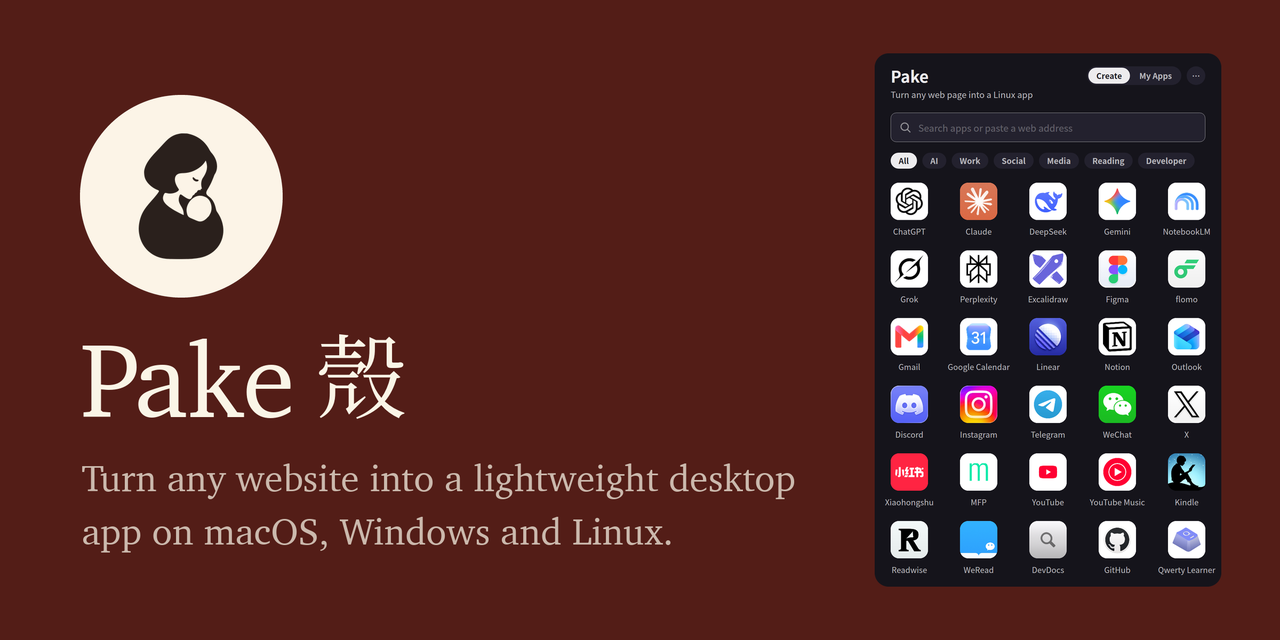 Pake 殼
Turn any website into a lightweight desktop
app on macOS, Windows and Linux.
Pake
Create
My Apps
Turn any web page into a Linux app
Search apps or paste a web address
All
AI
Work
Social
Media
Reading
Developer
ChatGPT
Claude
DeepSeek
Gemini
NotebookLM
Grok
Perplexity
Excalidraw
Figma
flomo
31
Gmail
Google Calendar
Linear
Notion
Outlook
Discord
Instagram
Telegram
WeChat
X
小红书
m
Xiaohongshu
MFP
YouTube
YouTube Music
Kindle
R
Readwise
WeRead
DevDocs
GitHub
Qwerty Learner